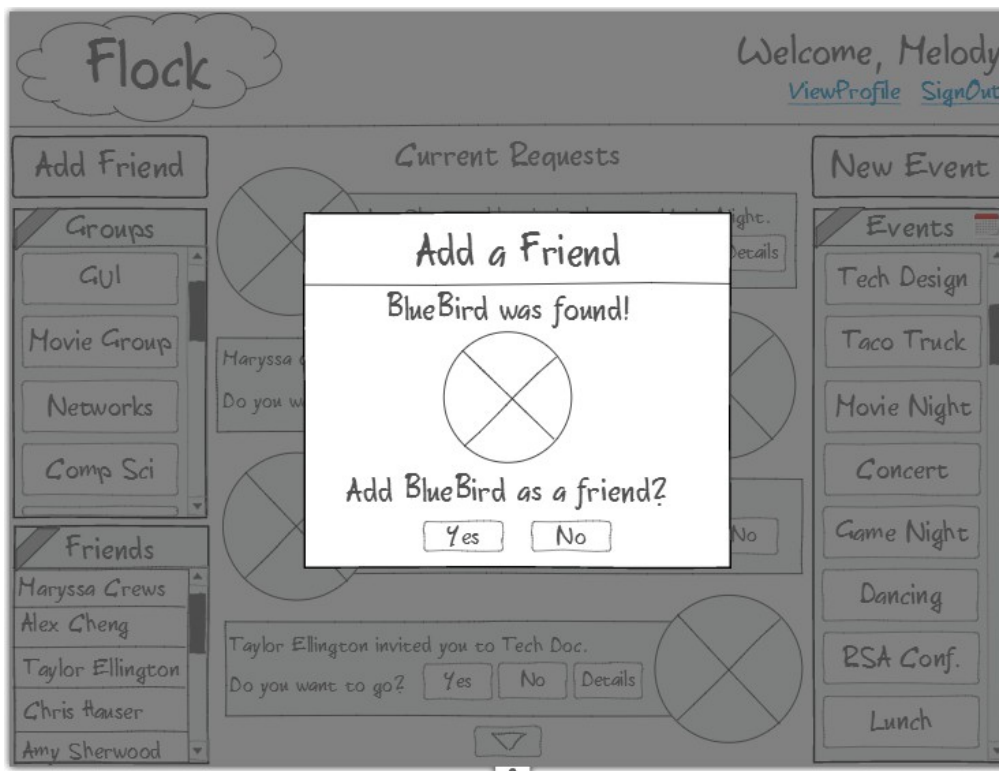 Flock
Welcome, Melody
ViewProfile SignOut
Add Friend
Current Requests
New Event
Groups
GUI
Movie Group
Networks
Comp Sci
Friends
Maryssa Crews
Alex Cheng
Taylor Ellington
Chris Hauser
Amy Sherwood
Night.
Details
Maryssa
Do you
No
Add a Friend
BlueBird was found!
Add BlueBird as a friend?
Yes No
Taylor Ellington invited you to Tech Doc.
Do you want to go? Yes No Details
Events
Tech Design
Taco Truck
Movie Night
Concert
Game Night
Dancing
RSA Conf.
Lunch